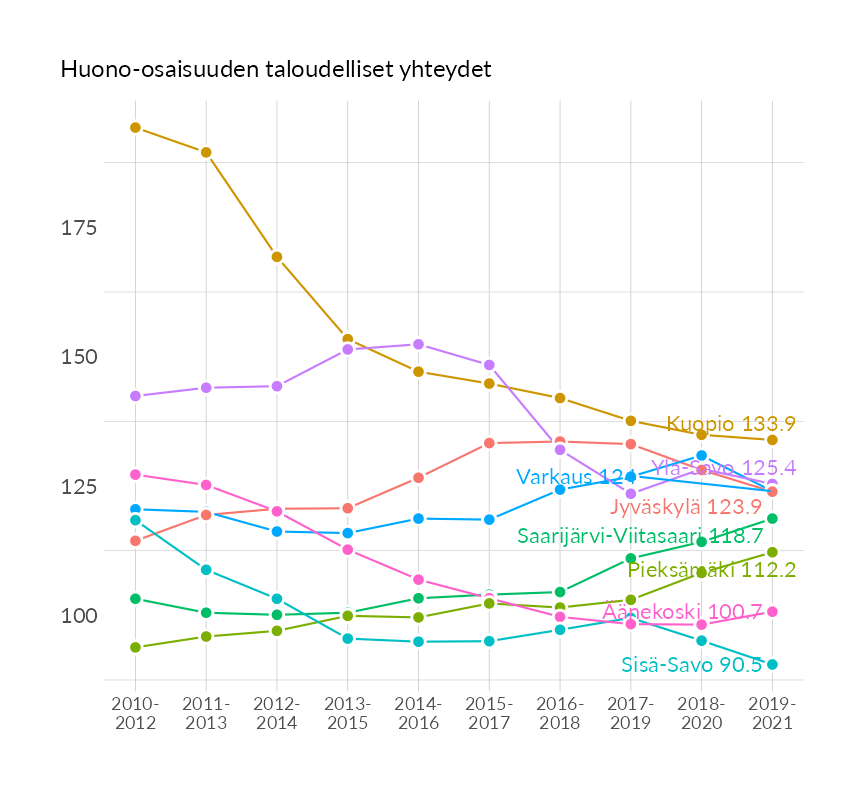 Huono-osaisuuden taloudelliset yhteydet
175
150
125
100
Kuopio 133.9
Ylä-Savo 125.4
Varkaus 124
Jyväskylä 123.9
Saarijärvi-Viitasaari 118.7
Pieksämäki 112.2
Äänekoski 100.7
Sisä-Savo 90.5
2010-
2012
2011-
2013
2012-
2014
2013-
2015
2014-
2016
2015-
2017
2016-
2018
2017-
2019
2018-
2020
2019-
2021